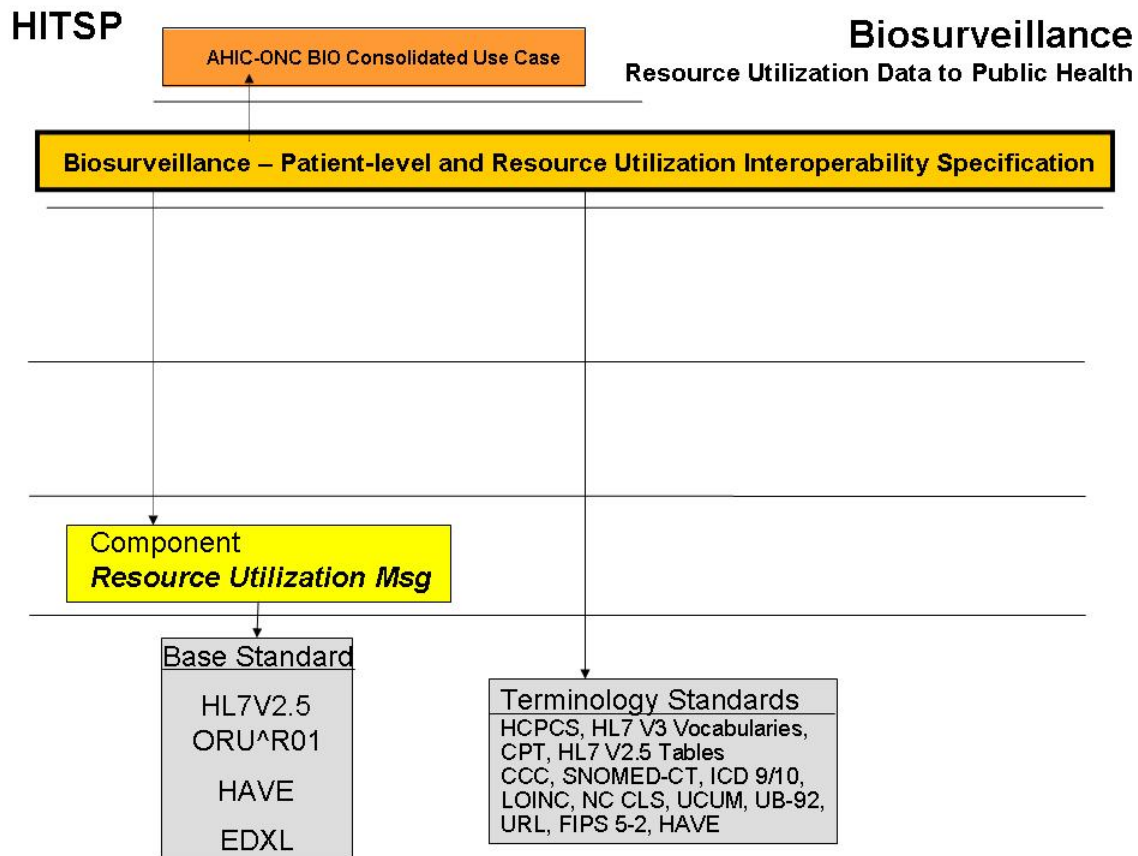 HITSP
Biosurveillance
Resource Utilization Data to Public Health
AHIC-ONC BIO Consolidated Use Case
Biosurveillance – Patient-level and Resource Utilization Interoperability Specification
Component
Resource Utilization Msg
Base Standard
HL7V2.5
ORU^R01
HAVE
EDXL
Terminology Standards
HCPCS, HL7 V3 Vocabularies,
CPT, HL7 V2.5 Tables
CCC, SNOMED-CT, ICD 9/10,
LOINC, NC CLS, UCUM, UB-92,
URL, FIPS 5-2, HAVE